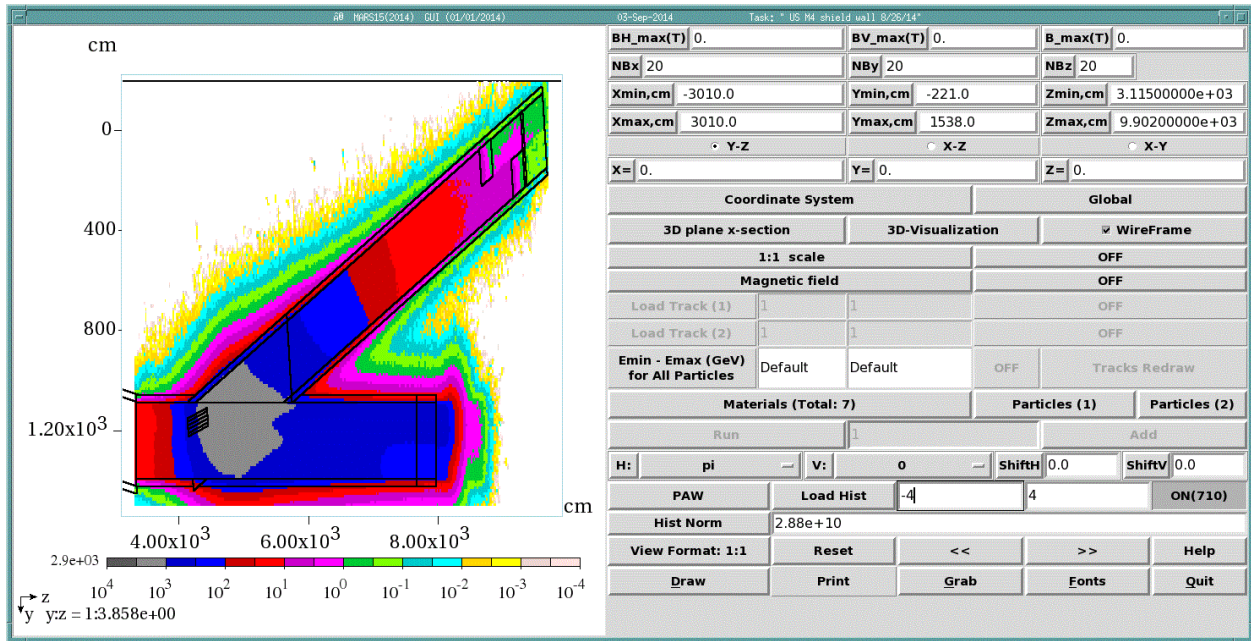 MARS15(2014) GUI (01/01/2014) 03-Sep-2014 Task: " US M4 shield wall 8/26/14"
cm
0
400
800
1.20x10³
cm
4.00x10³ 6.00x10³ 8.00x10³
2.9e+03
10⁴ 10³ 10² 10¹ 10⁰ 10⁻¹ 10⁻² 10⁻³ 10⁻⁴
z
y y:z = 1:3.858e+00
BH_max(T) 0. BV_max(T) 0. B_max(T) 0.
NBx 20 NBy 20 NBz 20
Xmin,cm -3010.0 Ymin,cm -221.0 Zmin,cm 3.11500000e+03
Xmax,cm 3010.0 Ymax,cm 1538.0 Zmax,cm 9.90200000e+03
Y-Z X-Z X-Y
X= 0. Y= 0. Z= 0.
Coordinate System Global
3D plane x-section 3D-Visualization WireFrame
1:1 scale OFF
Magnetic field OFF
Load Track (1) 1 1 OFF
Load Track (2) 1 1 OFF
Emin - Emax (GeV)
for All Particles Default Default OFF Tracks Redraw
Materials (Total: 7) Particles (1) Particles (2)
Run 1 Add
H: pi V: 0 ShiftH 0.0 ShiftV 0.0
PAW Load Hist -4 4 ON(710)
Hist Norm 2.88e+10
View Format: 1:1 Reset << >> Help
Draw Print Grab Fonts Quit